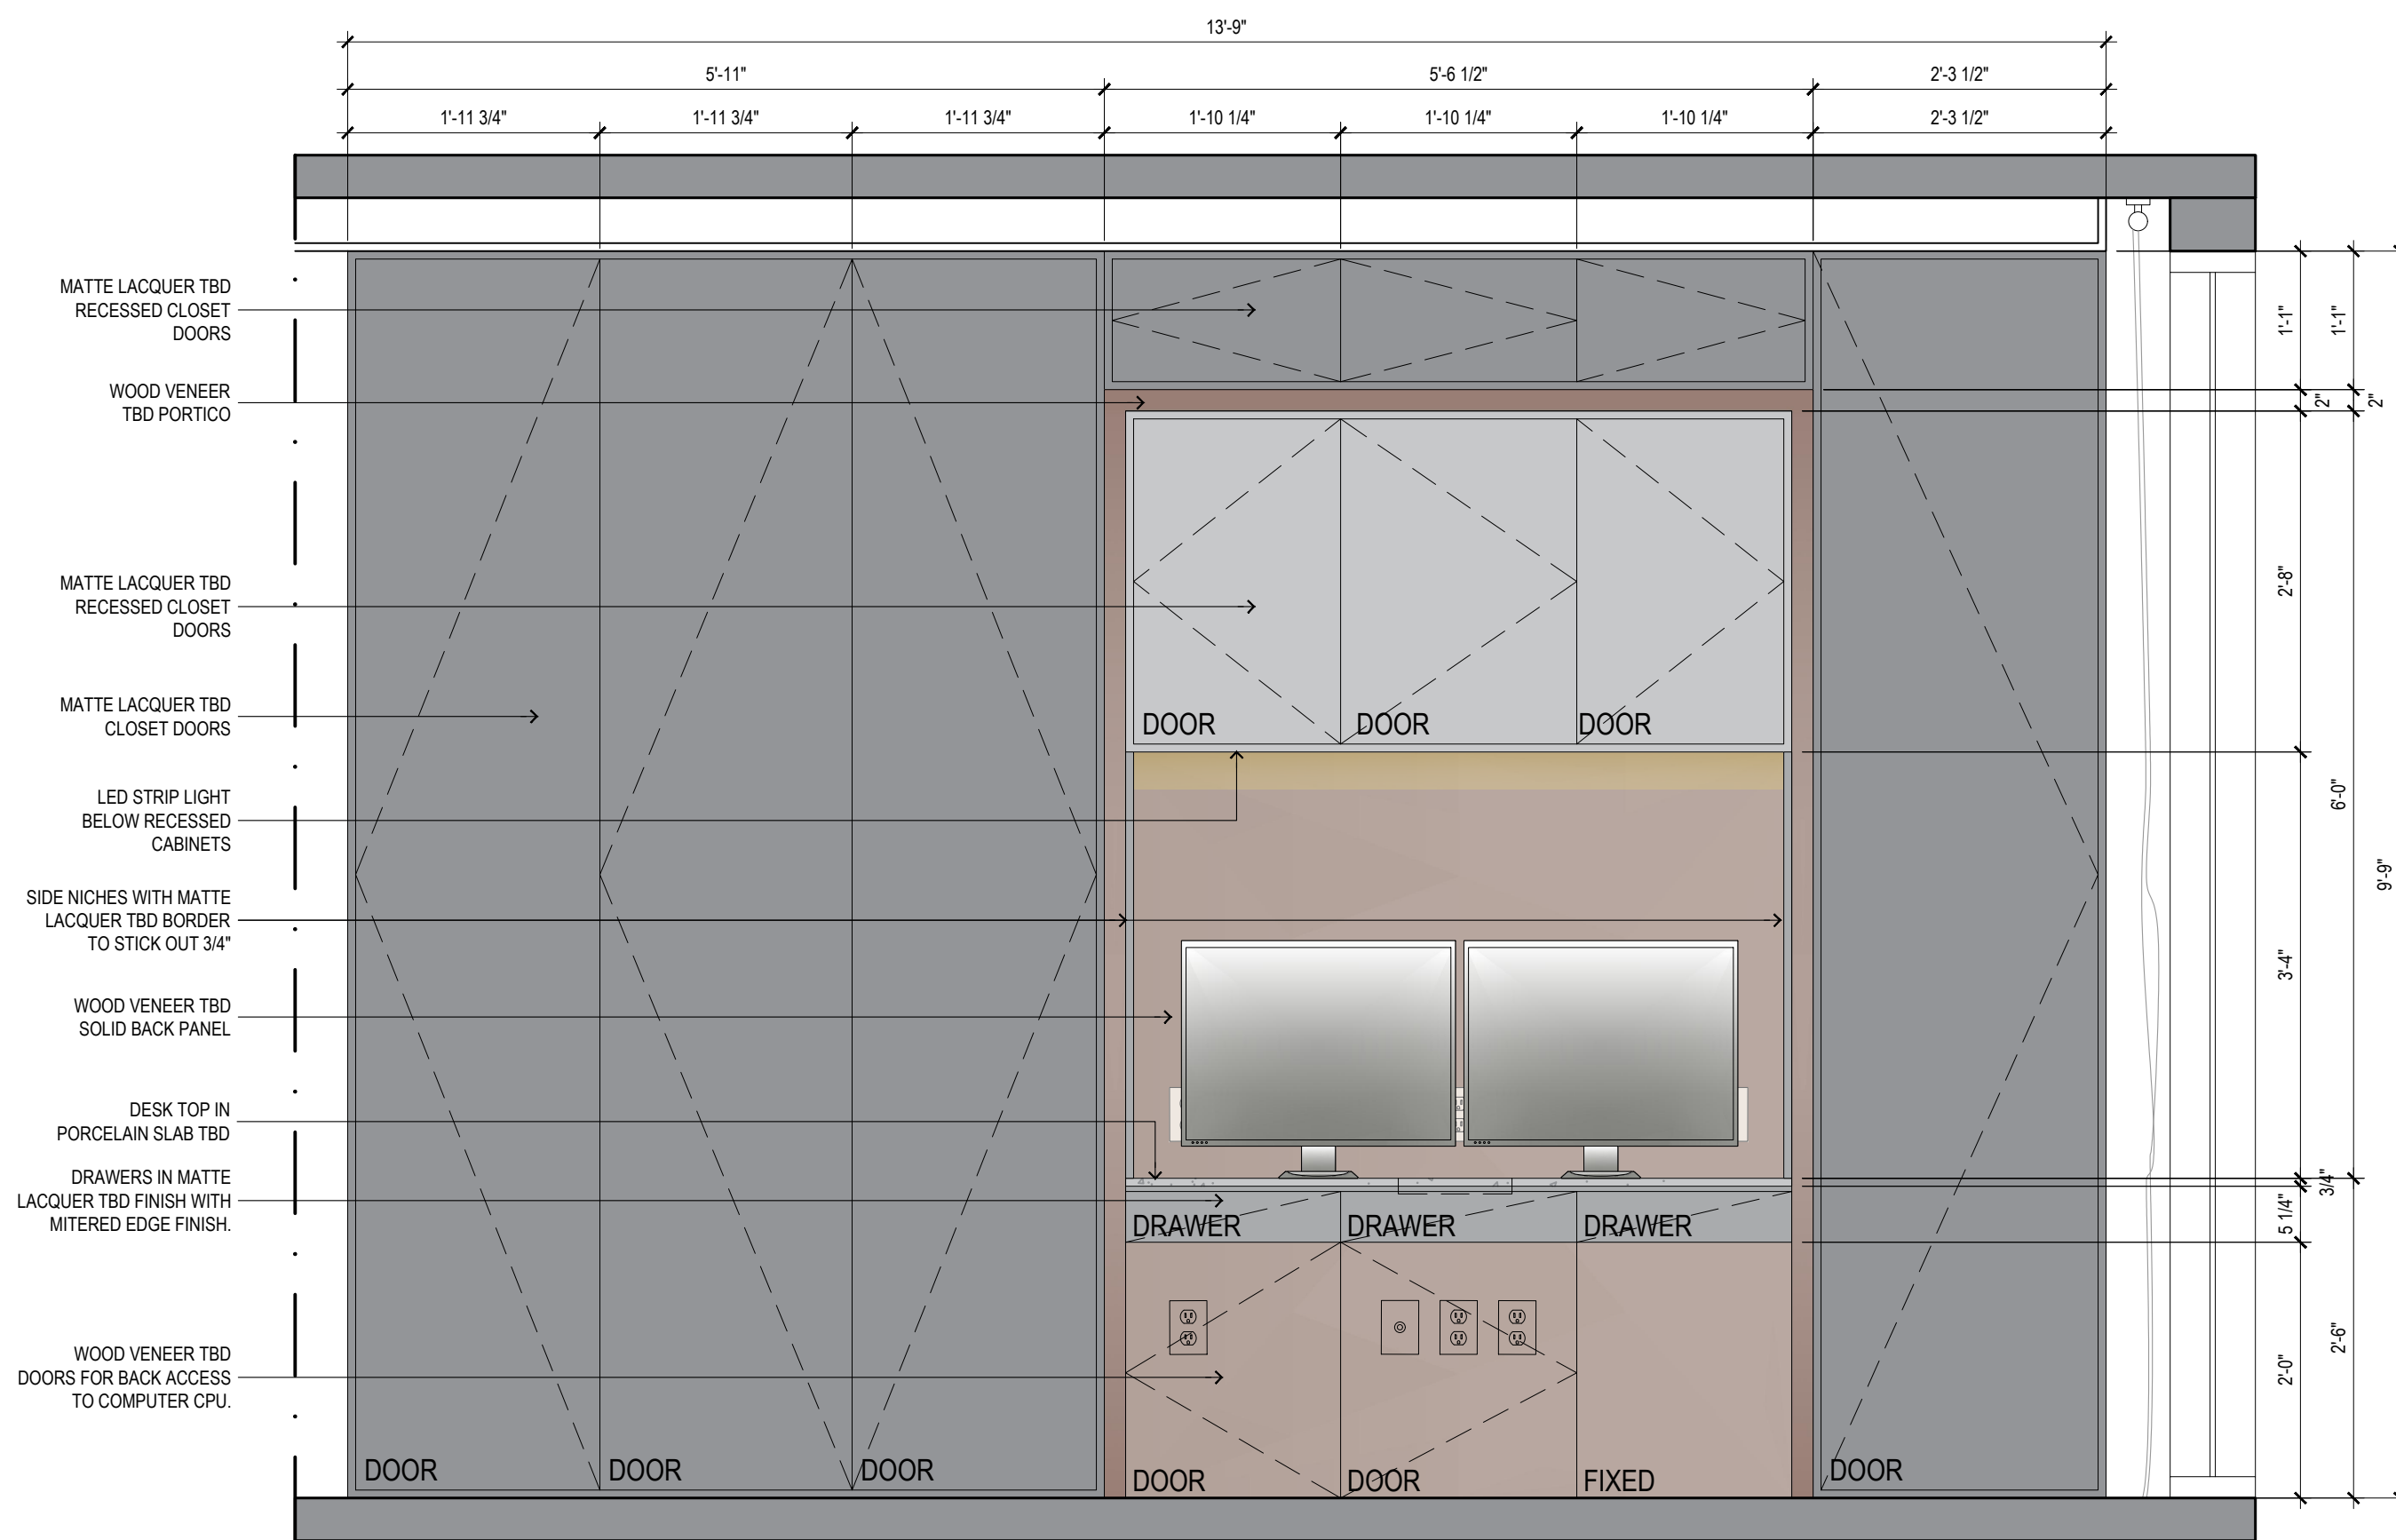 13'-9"
5'-11"
5'-6 1/2"
2'-3 1/2"
1'-11 3/4"
1'-11 3/4"
1'-11 3/4"
1'-10 1/4"
1'-10 1/4"
1'-10 1/4"
2'-3 1/2"
MATTE LACQUER TBD
RECESSED CLOSET
DOORS
WOOD VENEER
TBD PORTICO
MATTE LACQUER TBD
RECESSED CLOSET
DOORS
MATTE LACQUER TBD
CLOSET DOORS
LED STRIP LIGHT
BELOW RECESSED
CABINETS
SIDE NICHES WITH MATTE
LACQUER TBD BORDER
TO STICK OUT 3/4"
WOOD VENEER TBD
SOLID BACK PANEL
DESK TOP IN
PORCELAIN SLAB TBD
DRAWERS IN MATTE
LACQUER TBD FINISH WITH
MITERED EDGE FINISH.
WOOD VENEER TBD
DOORS FOR BACK ACCESS
TO COMPUTER CPU.
DOOR
DOOR
DOOR
DRAWER
DRAWER
DRAWER
DOOR
DOOR
DOOR
DOOR
DOOR
FIXED
DOOR
1'-1"
2"
2'-8"
3'-4"
3/4"
5 1/4"
2'-0"
1'-1"
2"
6'-0"
2'-6"
9'-9"